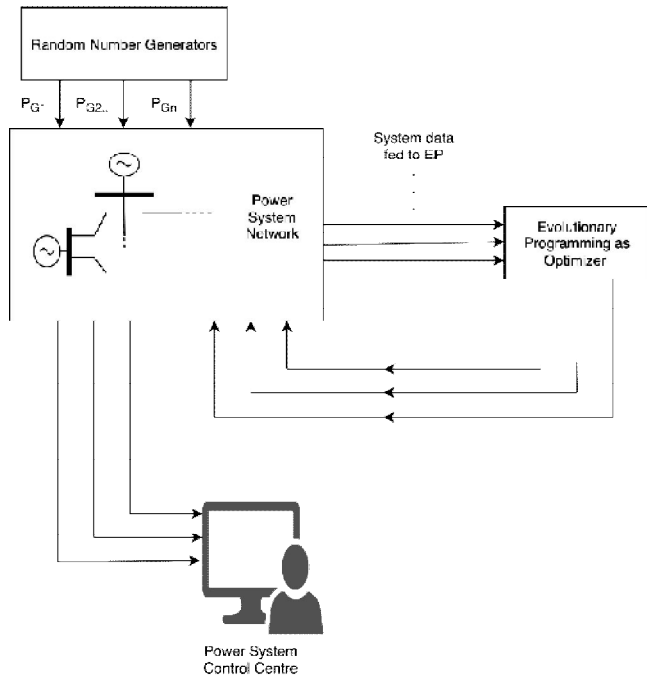 Random Number Generators
PG1 PG2.. PGn
System data
fed to EP
Power
System
Network
Evolutionary
Programming as
Optimizer
Power System
Control Centre